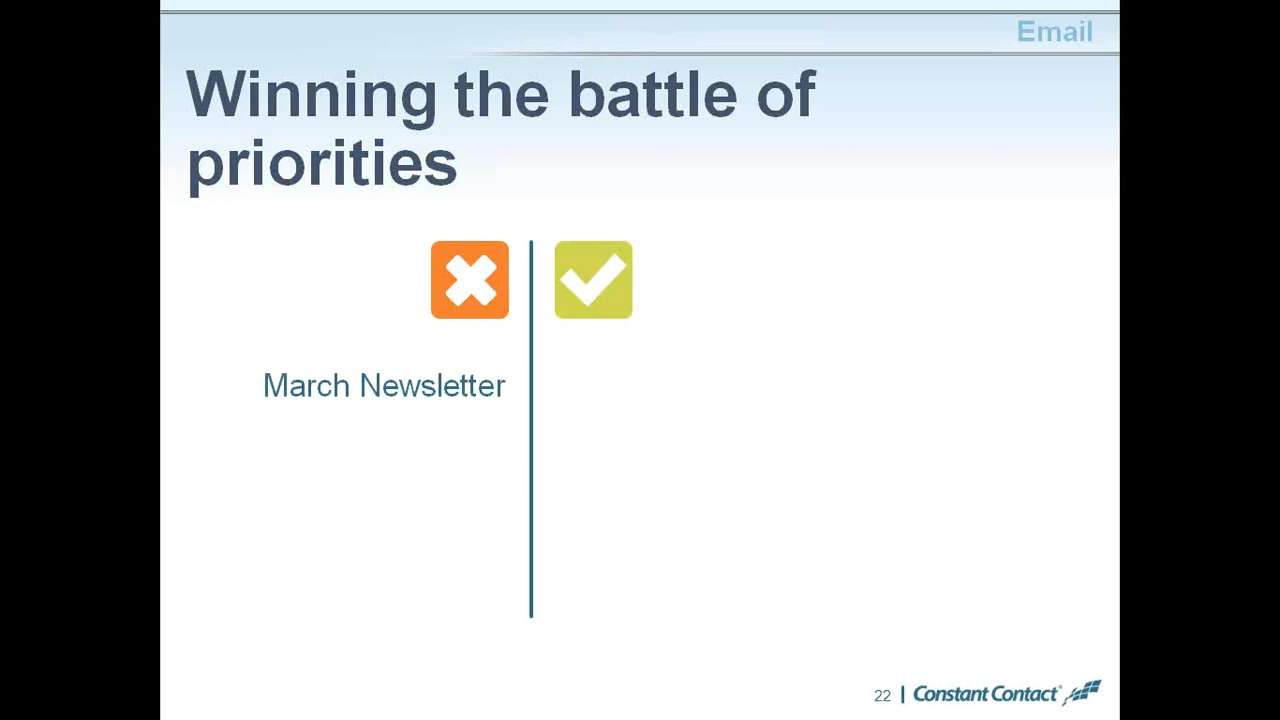 Email
Winning the battle of
priorities
March Newsletter
22 | Constant Contact®